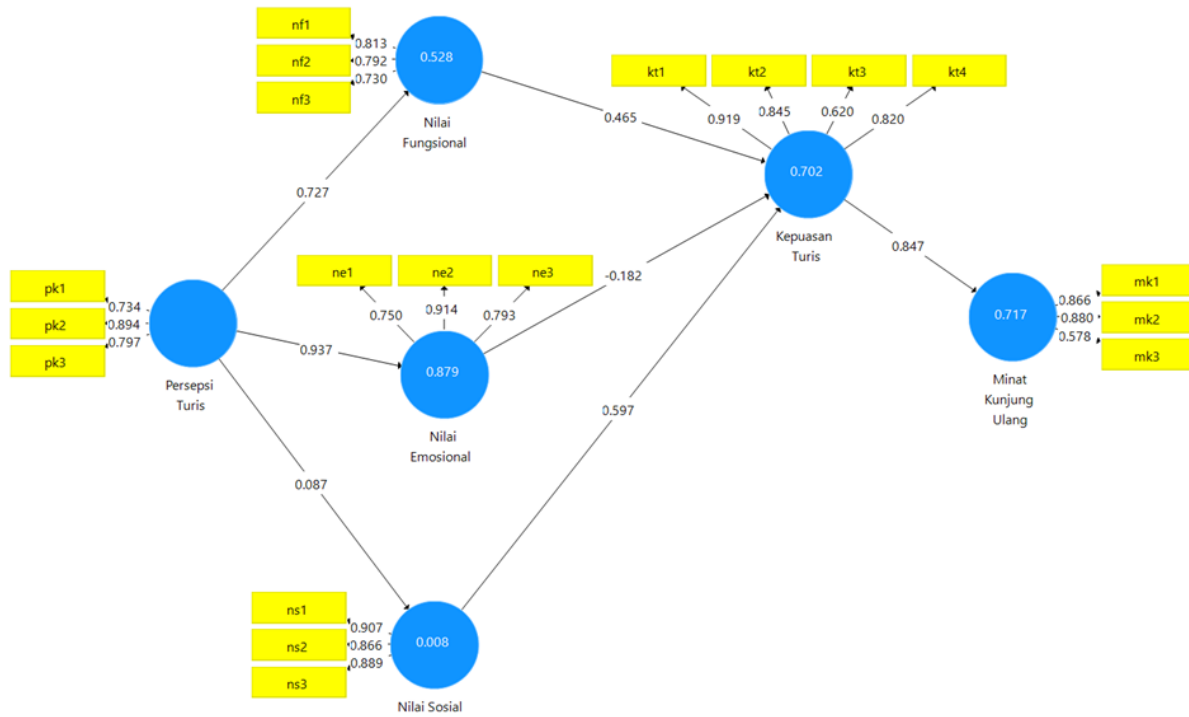 nf1
nf2
nf3
0.813
0.792
0.730
0.528
Nilai
Fungsional
kt1
kt2
kt3
kt4
0.919
0.845
0.620
0.820
0.465
0.702
Kepuasan
Turis
0.727
ne1
ne2
ne3
0.750
0.914
0.793
-0.182
0.847
pk1
pk2
pk3
0.734
0.894
0.797
Persepsi
Turis
0.937
0.879
Nilai
Emosional
mk1
mk2
mk3
0.866
0.880
0.578
0.717
Minat
Kunjung
Ulang
0.597
0.087
ns1
ns2
ns3
0.907
0.866
0.889
0.008
Nilai Sosial